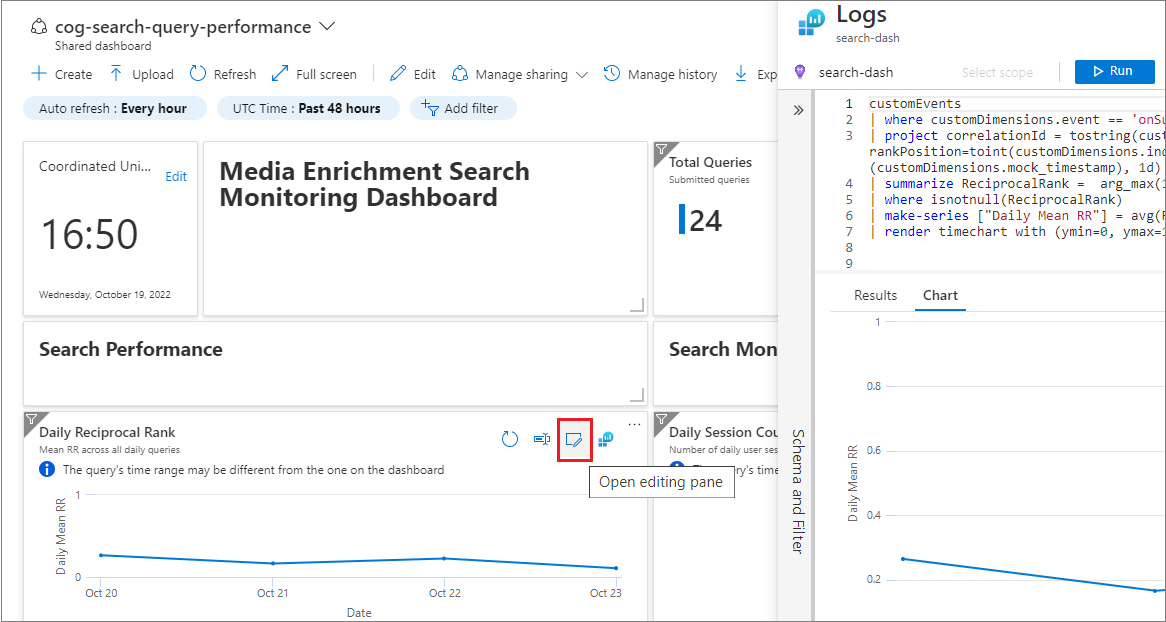 cog-search-query-performance
Shared dashboard
Create
Upload
Refresh
Full screen
Edit
Manage sharing
Manage history
Exp
Auto refresh : Every hour
UTC Time : Past 48 hours
Add filter
Coordinated Uni...
Edit
16:50
Wednesday, October 19, 2022
Media Enrichment Search
Monitoring Dashboard
Total Queries
Submitted queries
24
Search Performance
Search Mon
Daily Reciprocal Rank
Mean RR across all daily queries
The query's time range may be different from the one on the dashboard
Open editing pane
Daily Mean RR
1
0
Oct 20
Oct 21
Oct 22
Oct 23
Date
Daily Session Cou
Number of daily user ses
ry's time
Logs
search-dash
search-dash
Select scope
Run
Schema and Filter
1 customEvents
2 | where customDimensions.event == 'onSu
3 | project correlationId = tostring(cust
rankPosition=toint(customDimensions.ind
(customDimensions.mock_timestamp), 1d)
4 | summarize ReciprocalRank = arg_max(1
5 | where isnotnull(ReciprocalRank)
6 | make-series ["Daily Mean RR"] = avg(R
7 | render timechart with (ymin=0, ymax=1
8
9
Results
Chart
Daily Mean RR
1
0.8
0.6
0.4
0.2